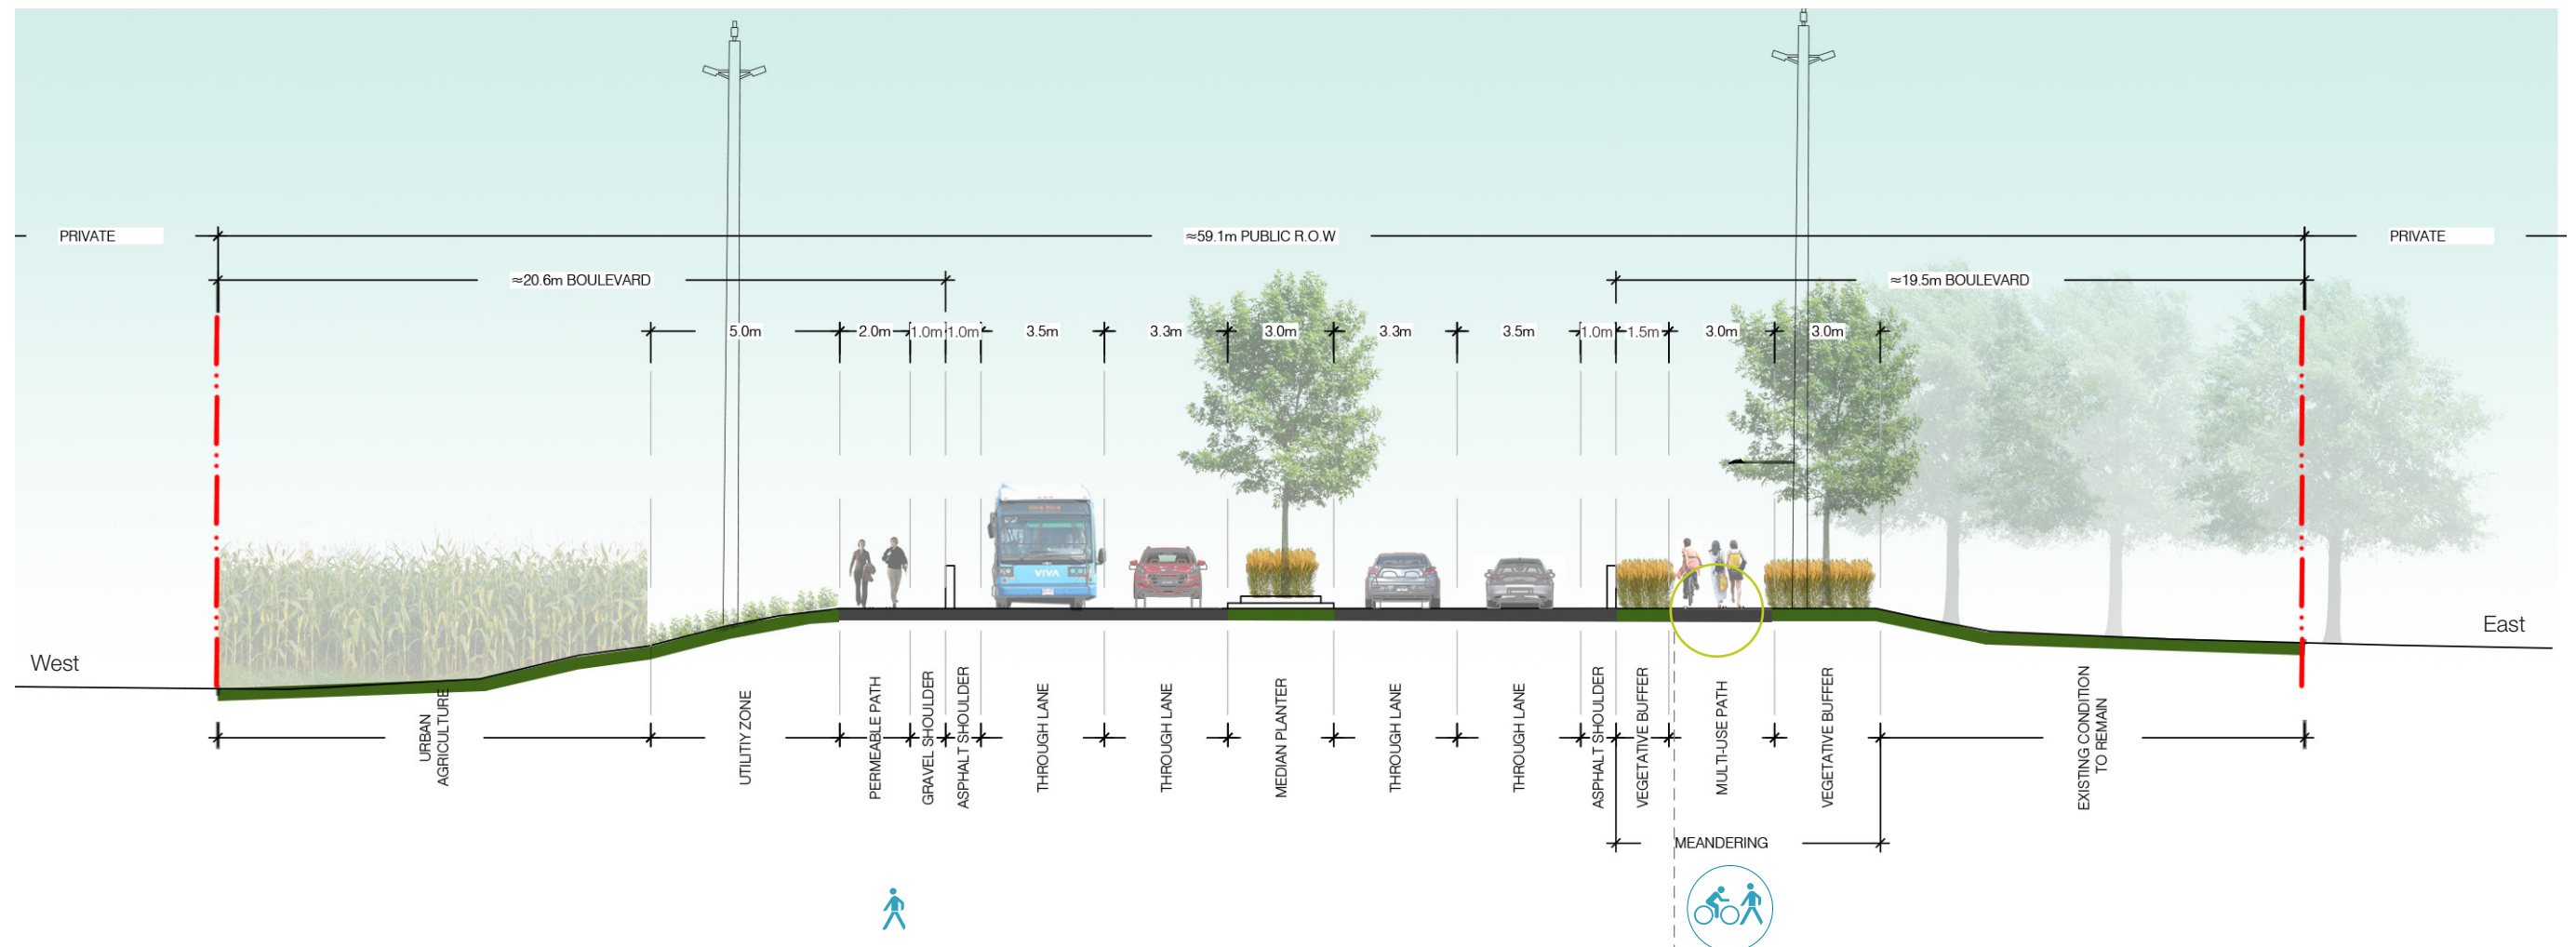 PRIVATE
≈59.1m PUBLIC R.O.W
PRIVATE
≈20.6m BOULEVARD
≈19.5m BOULEVARD
5.0m
2.0m
1.0m
1.0m
3.5m
3.3m
3.0m
3.3m
3.5m
1.0m
1.5m
3.0m
3.0m
VIVA
West
East
URBAN
AGRICULTURE
UTILITIY ZONE
PERMEABLE PATH
GRAVEL SHOULDER
ASPHALT SHOULDER
THROUGH LANE
THROUGH LANE
MEDIAN PLANTER
THROUGH LANE
THROUGH LANE
ASPHALT SHOULDER
VEGETATIVE BUFFER
MULTI-USE PATH
VEGETATIVE BUFFER
EXISTING CONDITION
TO REMAIN
MEANDERING